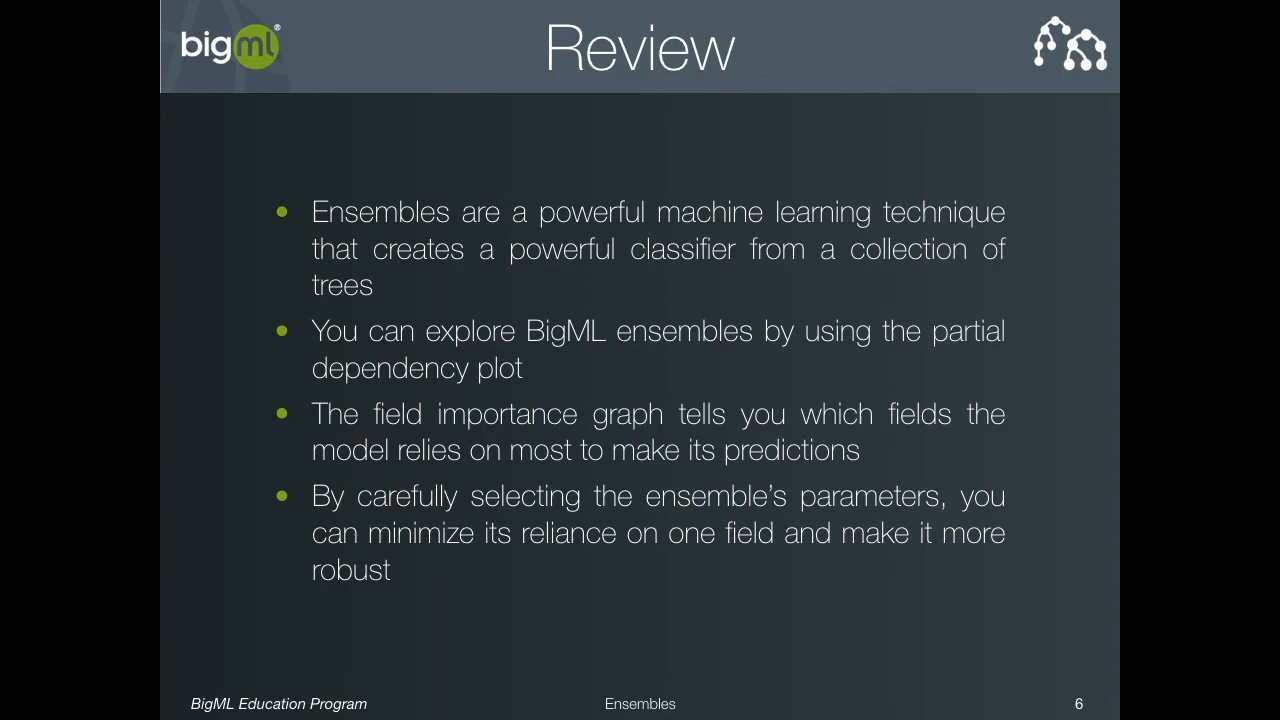 bigml®
Review
• Ensembles are a powerful machine learning technique
that creates a powerful classifier from a collection of
trees
• You can explore BigML ensembles by using the partial
dependency plot
• The field importance graph tells you which fields the
model relies on most to make its predictions
• By carefully selecting the ensemble’s parameters, you
can minimize its reliance on one field and make it more
robust
BigML Education Program
Ensembles
6